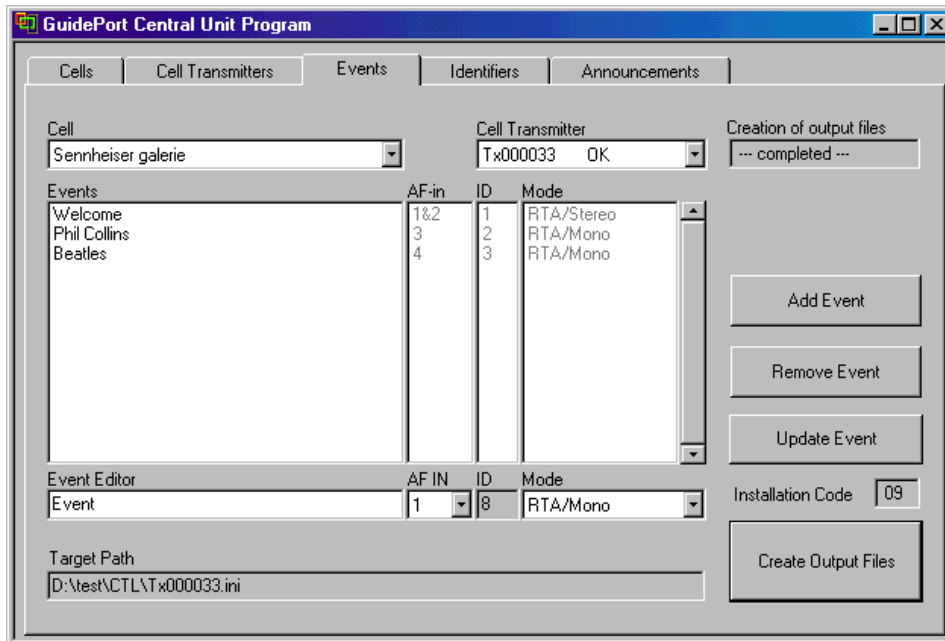 GuidePort Central Unit Program
Cells Cell Transmitters Events Identifiers Announcements
Cell Cell Transmitter Creation of output files
Sennheiser galerie Tx000033 OK --- completed ---
Events AF-in ID Mode
Welcome 1&2 1 RTA/Stereo
Phil Collins 3 2 RTA/Mono
Beatles 4 3 RTA/Mono
Add Event
Remove Event
Update Event
Event Editor AF IN ID Mode
Installation Code 09
Event 1 8 RTA/Mono
Target Path
Create Output Files
D:\test\CTL\Tx000033.ini